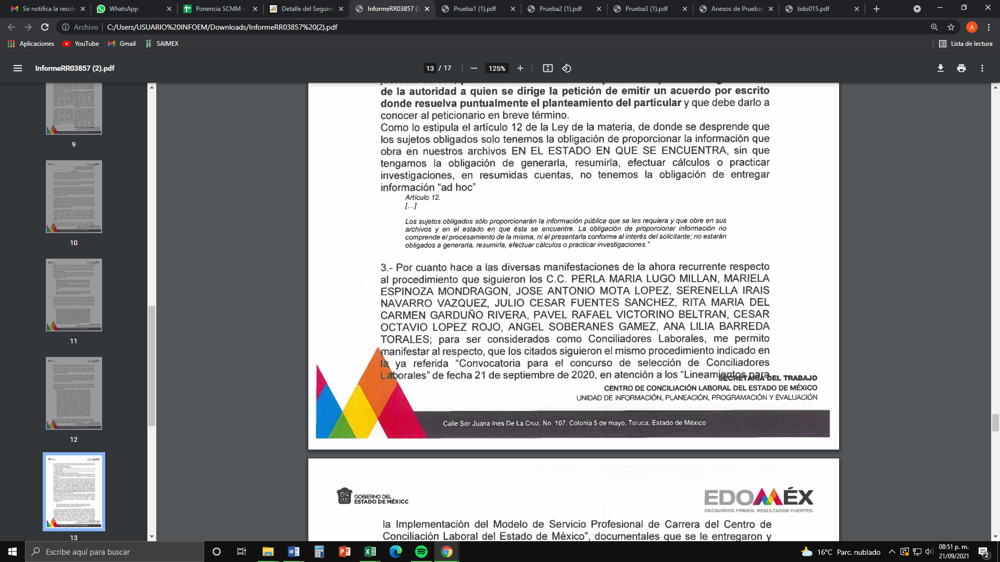 Se notifica la resolu
WhatsApp
Ponencia SCMM -
Detalle del Seguim
InformeRR03857 (2
Prueba1 (1).pdf
Prueba2 (1).pdf
Prueba3 (1).pdf
Anexos de Prueba3
bdo015.pdf
Archivo
C:/Users/USUARIO%20INFOEM/Downloads/InformeRR03857%20(2).pdf
A
Aplicaciones
YouTube
Gmail
SAIMEX
Lista de lectura
InformeRR03857 (2).pdf
13 / 17
125%
9
10
11
12
13
de la autoridad a quien se dirige la petición de emitir un acuerdo por escrito
donde resuelva puntualmente el planteamiento del particular y que debe darlo a
conocer al peticionario en breve término.
Como lo estipula el artículo 12 de la Ley de la materia, de donde se desprende que
los sujetos obligados solo tenemos la obligación de proporcionar la información que
obra en nuestros archivos EN EL ESTADO EN QUE SE ENCUENTRA, sin que
tengamos la obligación de generarla, resumirla, efectuar cálculos o practicar
investigaciones, en resumidas cuentas, no tenemos la obligación de entregar
información “ad hoc”
Artículo 12.
[...]
Los sujetos obligados sólo proporcionarán la información pública que se les requiera y que obre en sus
archivos y en el estado en que ésta se encuentre. La obligación de proporcionar información no
comprende el procesamiento de la misma, ni el presentarla conforme al interés del solicitante; no estarán
obligados a generarla, resumirla, efectuar cálculos o practicar investigaciones.”
3.- Por cuanto hace a las diversas manifestaciones de la ahora recurrente respecto
al procedimiento que siguieron los C.C. PERLA MARIA LUGO MILLAN, MARIELA
ESPINOZA MONDRAGON, JOSE ANTONIO MOTA LOPEZ, SERENELLA IRAIS
NAVARRO VAZQUEZ, JULIO CESAR FUENTES SANCHEZ, RITA MARIA DEL
CARMEN GARDUÑO RIVERA, PAVEL RAFAEL VICTORINO BELTRAN, CESAR
OCTAVIO LOPEZ ROJO, ANGEL SOBERANES GAMEZ, ANA LILIA BARREDA
TORALES; para ser considerados como Conciliadores Laborales, me permito
manifestar al respecto, que los citados siguieron el mismo procedimiento indicado en
la ya referida “Convocatoria para el concurso de selección de Conciliadores
Laborales” de fecha 21 de septiembre de 2020, en atención a los “Lineamientos para
SECRETARÍA DEL TRABAJO
CENTRO DE CONCILIACIÓN LABORAL DEL ESTADO DE MÉXICO
UNIDAD DE INFORMACIÓN, PLANEACIÓN, PROGRAMACIÓN Y EVALUACIÓN
Calle Sor Juana Inés De La Cruz. No. 107, Colonia 5 de mayo, Toluca, Estado de México
GOBIERNO DEL
ESTADO DE MÉXICO
EDOMÉX
DECISIONES FIRMES. RESULTADOS FUERTES
la Implementación del Modelo de Servicio Profesional de Carrera del Centro de
Conciliación Laboral del Estado de México”, documentales que se le entregaron y
Escribe aquí para buscar
16°C Parc. nublado
08:51 p. m.
21/09/2021
2